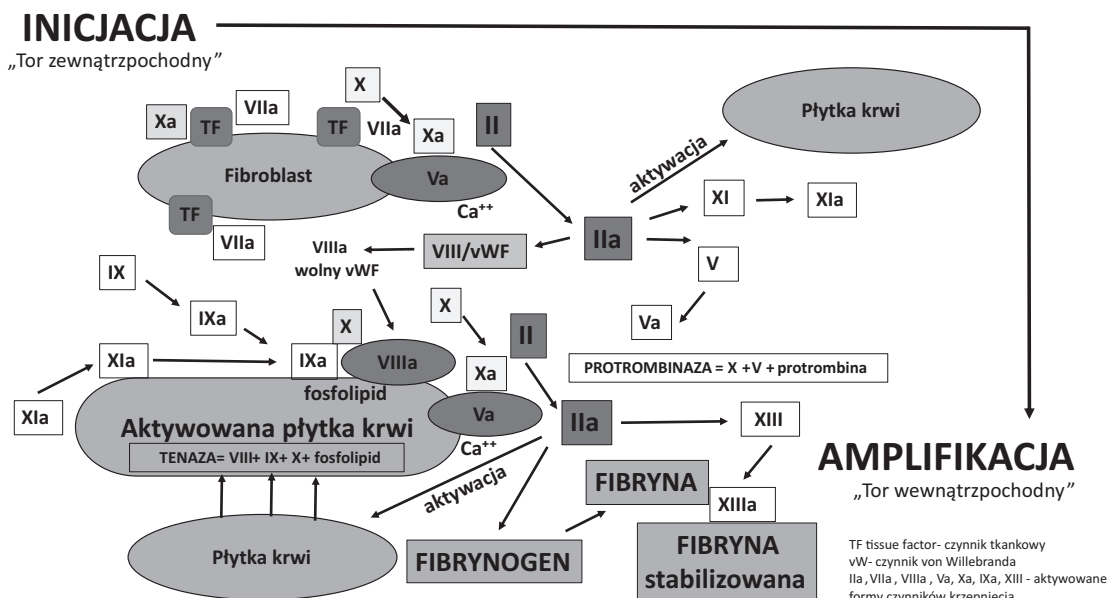 INICJACJA
„Tor zewnątrzpochodny”
Xa
TF
VIIa
TF
VIIa
X
Xa
II
Fibroblast
Va
Ca++
TF
VIIa
Płytka krwi
aktywacja
XI
XIa
IIa
VIII/vWF
VIIIa
wolny vWF
V
Va
IX
IXa
XIa
XIa
X
IXa
VIIIa
fosfolipid
X
Xa
II
Va
Ca++
IIa
PROTROMBINAZA = X +V + protrombina
XIII
Aktywowana płytka krwi
TENAZA= VIII+ IX+ X+ fosfolipid
aktywacja
AMPLIFIKACJA
„Tor wewnątrzpochodny”
FIBRYNA
XIIIa
Płytka krwi
FIBRYNOGEN
FIBRYNA
stabilizowana
TF tissue factor- czynnik tkankowy
vW- czynnik von Willebranda
IIa , VIIa , VIIIa , Va, Xa, IXa, XIII - aktywowane
formy czynników krzepnięcia